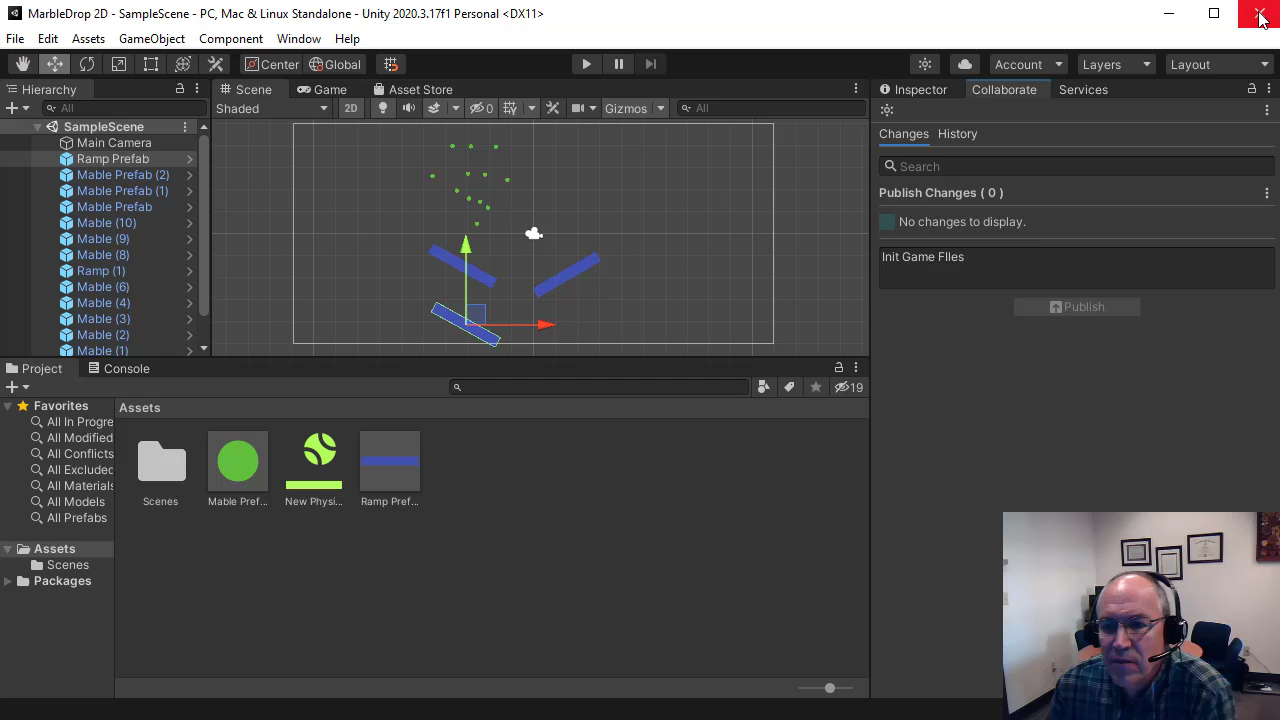 MarbleDrop 2D - SampleScene - PC, Mac & Linux Standalone - Unity 2020.3.17f1 Personal <DX11>
File Edit Assets GameObject Component Window Help
Center Global Account Layers Layout
Hierarchy Scene Game Asset Store Inspector Collaborate Services
All Shaded 2D 0 Gizmos All
SampleScene
Main Camera
Ramp Prefab
Mable Prefab (2)
Mable Prefab (1)
Mable Prefab
Mable (10)
Mable (9)
Mable (8)
Ramp (1)
Mable (6)
Mable (4)
Mable (3)
Mable (2)
Mable (1)
Changes History
Search
Publish Changes ( 0 )
No changes to display.
Init Game FIles
Publish
Project Console
19
Favorites
All In Progre
All Modified
All Conflicts
All Excluded
All Materials
All Models
All Prefabs
Assets
Scenes
Packages
Assets
Scenes Mable Pref... New Physi... Ramp Pref...